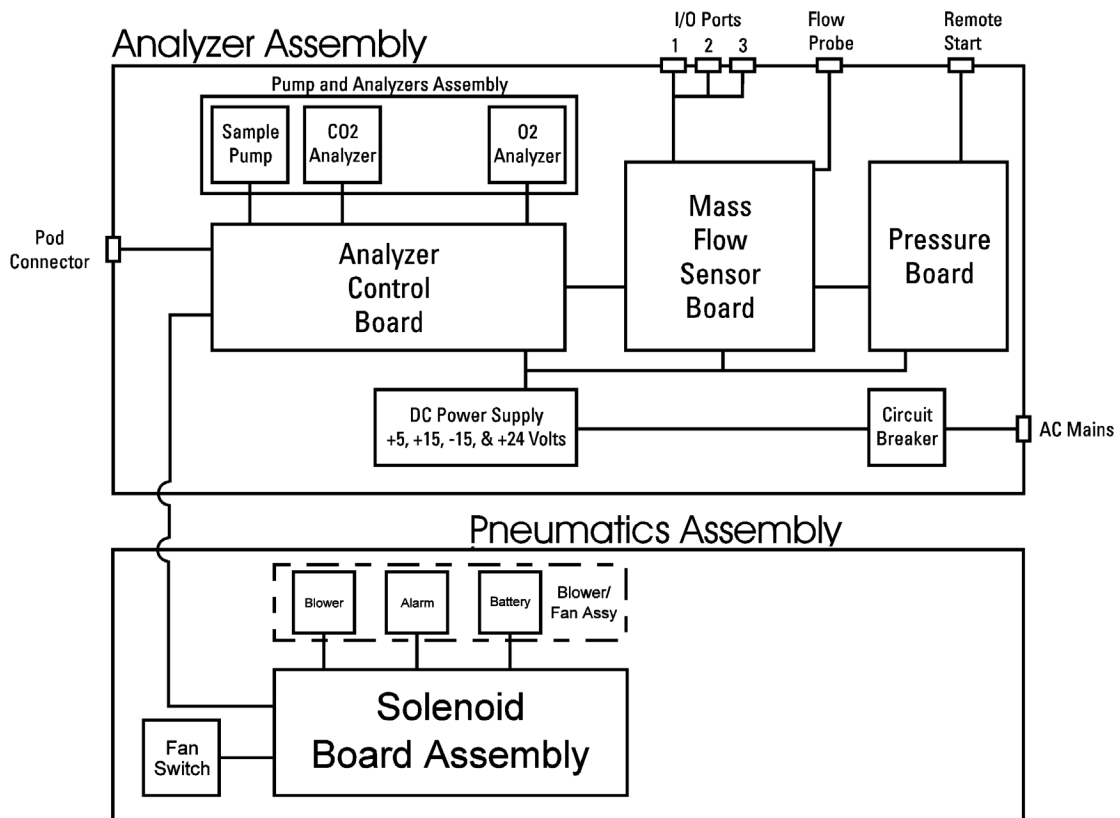 Analyzer Assembly
I/O Ports
1 2 3
Flow
Probe
Remote
Start
Pump and Analyzers Assembly
Sample
Pump
CO2
Analyzer
O2
Analyzer
Pod
Connector
Analyzer
Control
Board
Mass
Flow
Sensor
Board
Pressure
Board
DC Power Supply
+5, +15, -15, & +24 Volts
Circuit
Breaker
AC Mains
Pneumatics Assembly
Blower
Alarm
Battery
Blower/
Fan Assy
Solenoid
Board Assembly
Fan
Switch